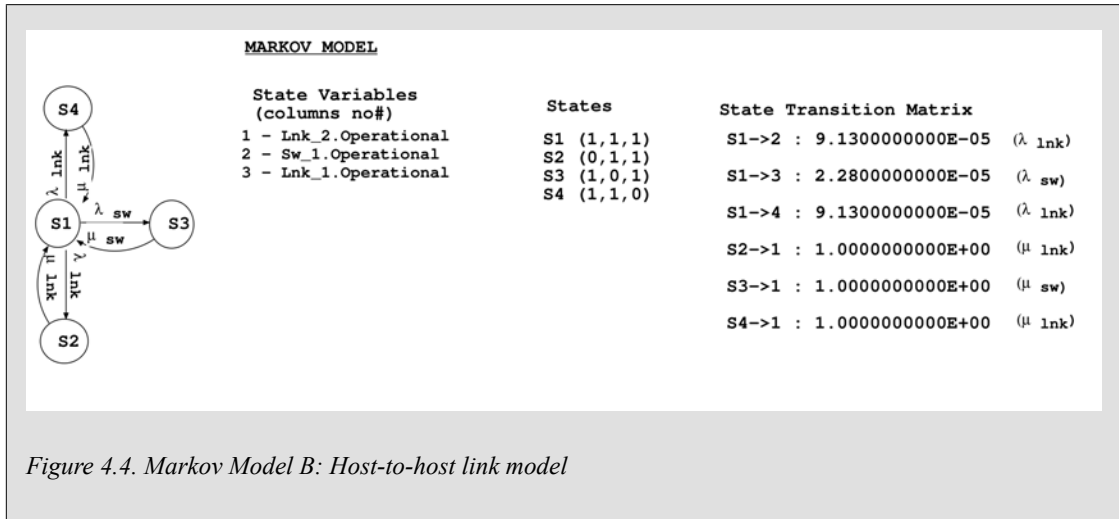 MARKOV MODEL
State Variables
(columns no#)
1 - Lnk_2.Operational
2 - Sw_1.Operational
3 - Lnk_1.Operational
States
S1 (1,1,1)
S2 (0,1,1)
S3 (1,0,1)
S4 (1,1,0)
State Transition Matrix
S1->2 : 9.1300000000E-05 (λ lnk)
S1->3 : 2.2800000000E-05 (λ sw)
S1->4 : 9.1300000000E-05 (λ lnk)
S2->1 : 1.0000000000E+00 (μ lnk)
S3->1 : 1.0000000000E+00 (μ sw)
S4->1 : 1.0000000000E+00 (μ lnk)
S4
λ lnk
μ lnk
S1
λ sw
μ sw
S3
μ lnk
λ lnk
S2
Figure 4.4. Markov Model B: Host-to-host link model